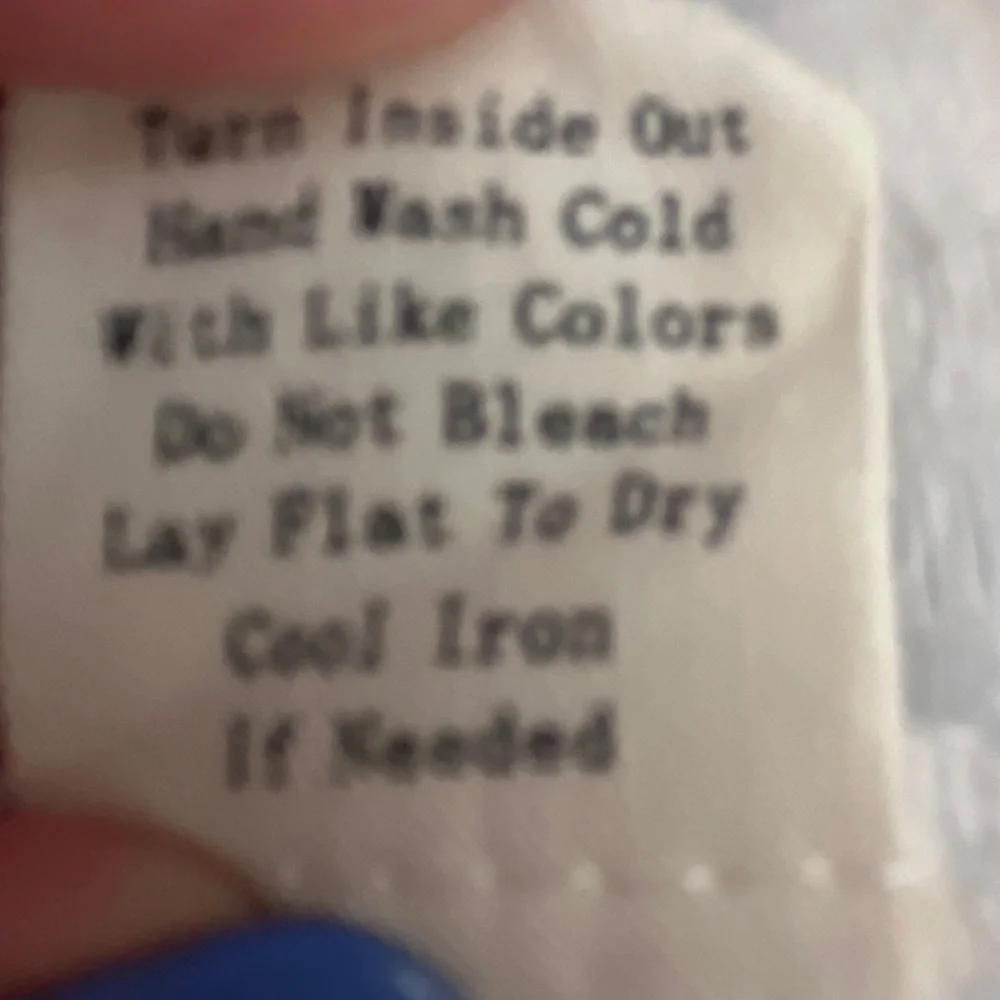 Turn Inside Out
Hand Wash Cold
With Like Colors
Do Not Bleach
Lay Flat To Dry
Cool Iron
If Needed